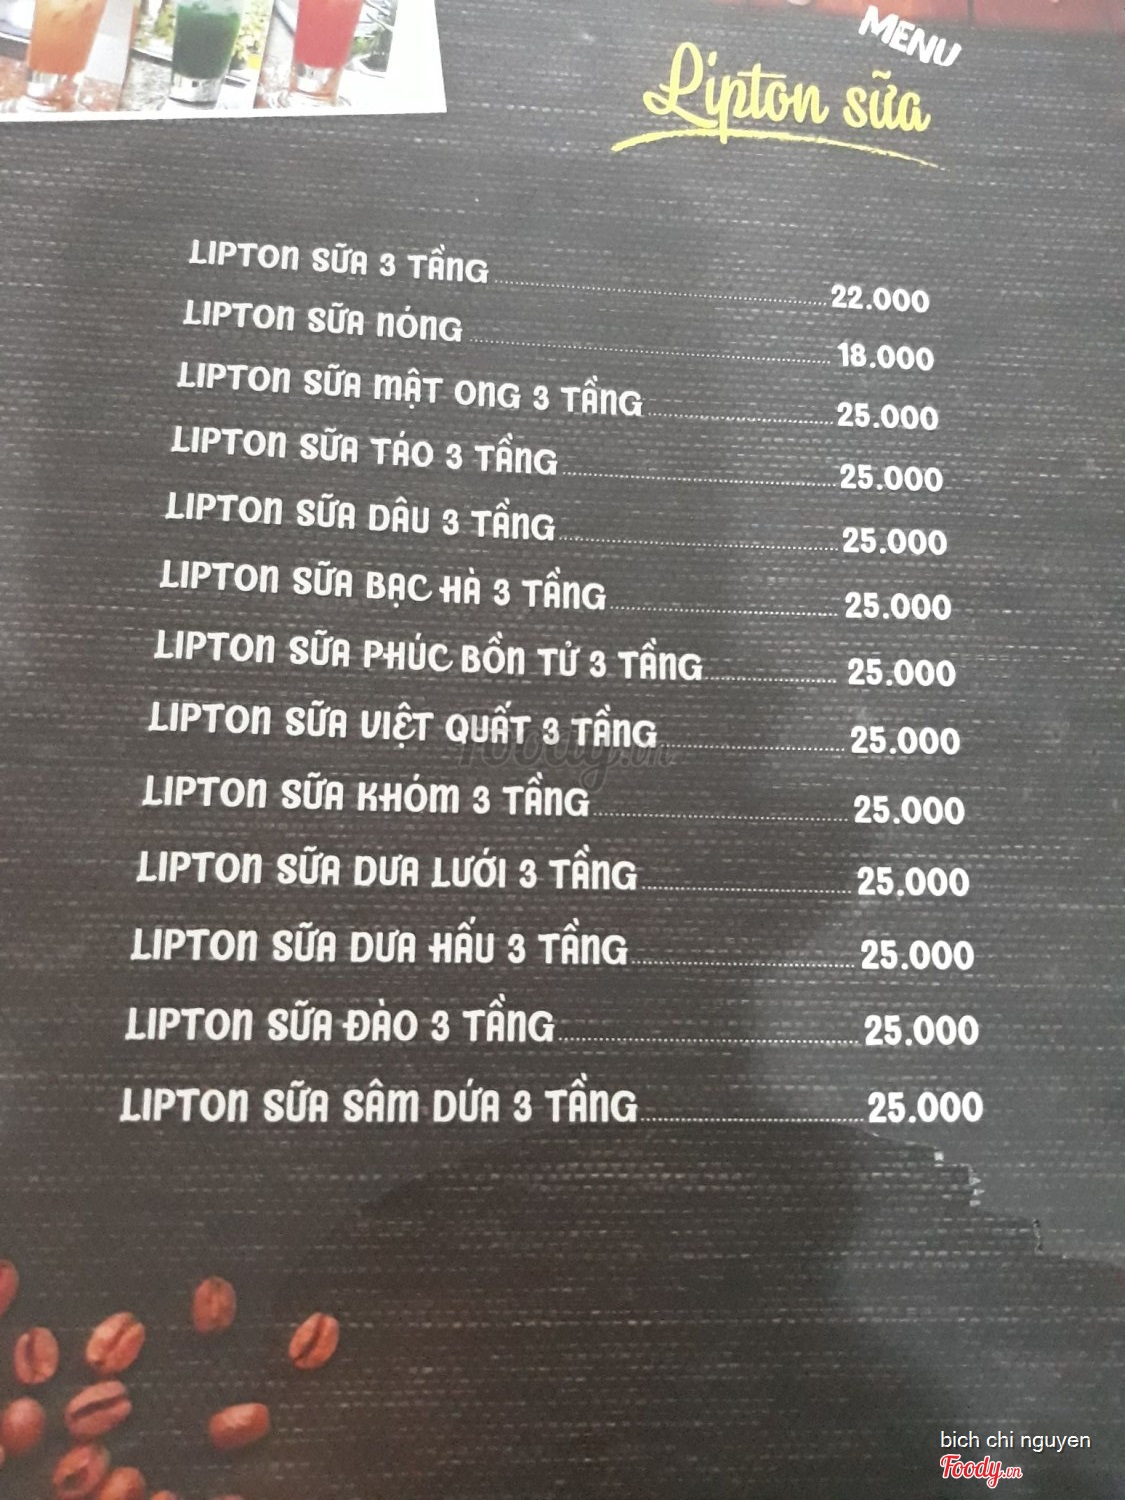 MENU
Lipton sữa
LIPTON SỮA 3 TẦNG 22.000
LIPTON SỮA NÓNG 18.000
LIPTON SỮA MẬT ONG 3 TẦNG 25.000
LIPTON SỮA TÁO 3 TẦNG 25.000
LIPTON SỮA DÂU 3 TẦNG 25.000
LIPTON SỮA BẠC HÀ 3 TẦNG 25.000
LIPTON SỮA PHÚC BỒN TỬ 3 TẦNG 25.000
LIPTON SỮA VIỆT QUẤT 3 TẦNG 25.000
LIPTON SỮA KHÓM 3 TẦNG 25.000
LIPTON SỮA DƯA LƯỚI 3 TẦNG 25.000
LIPTON SỮA DƯA HẤU 3 TẦNG 25.000
LIPTON SỮA ĐÀO 3 TẦNG 25.000
LIPTON SỮA SÂM DỨA 3 TẦNG 25.000
Foody.vn
bich chi nguyen
Foody.vn